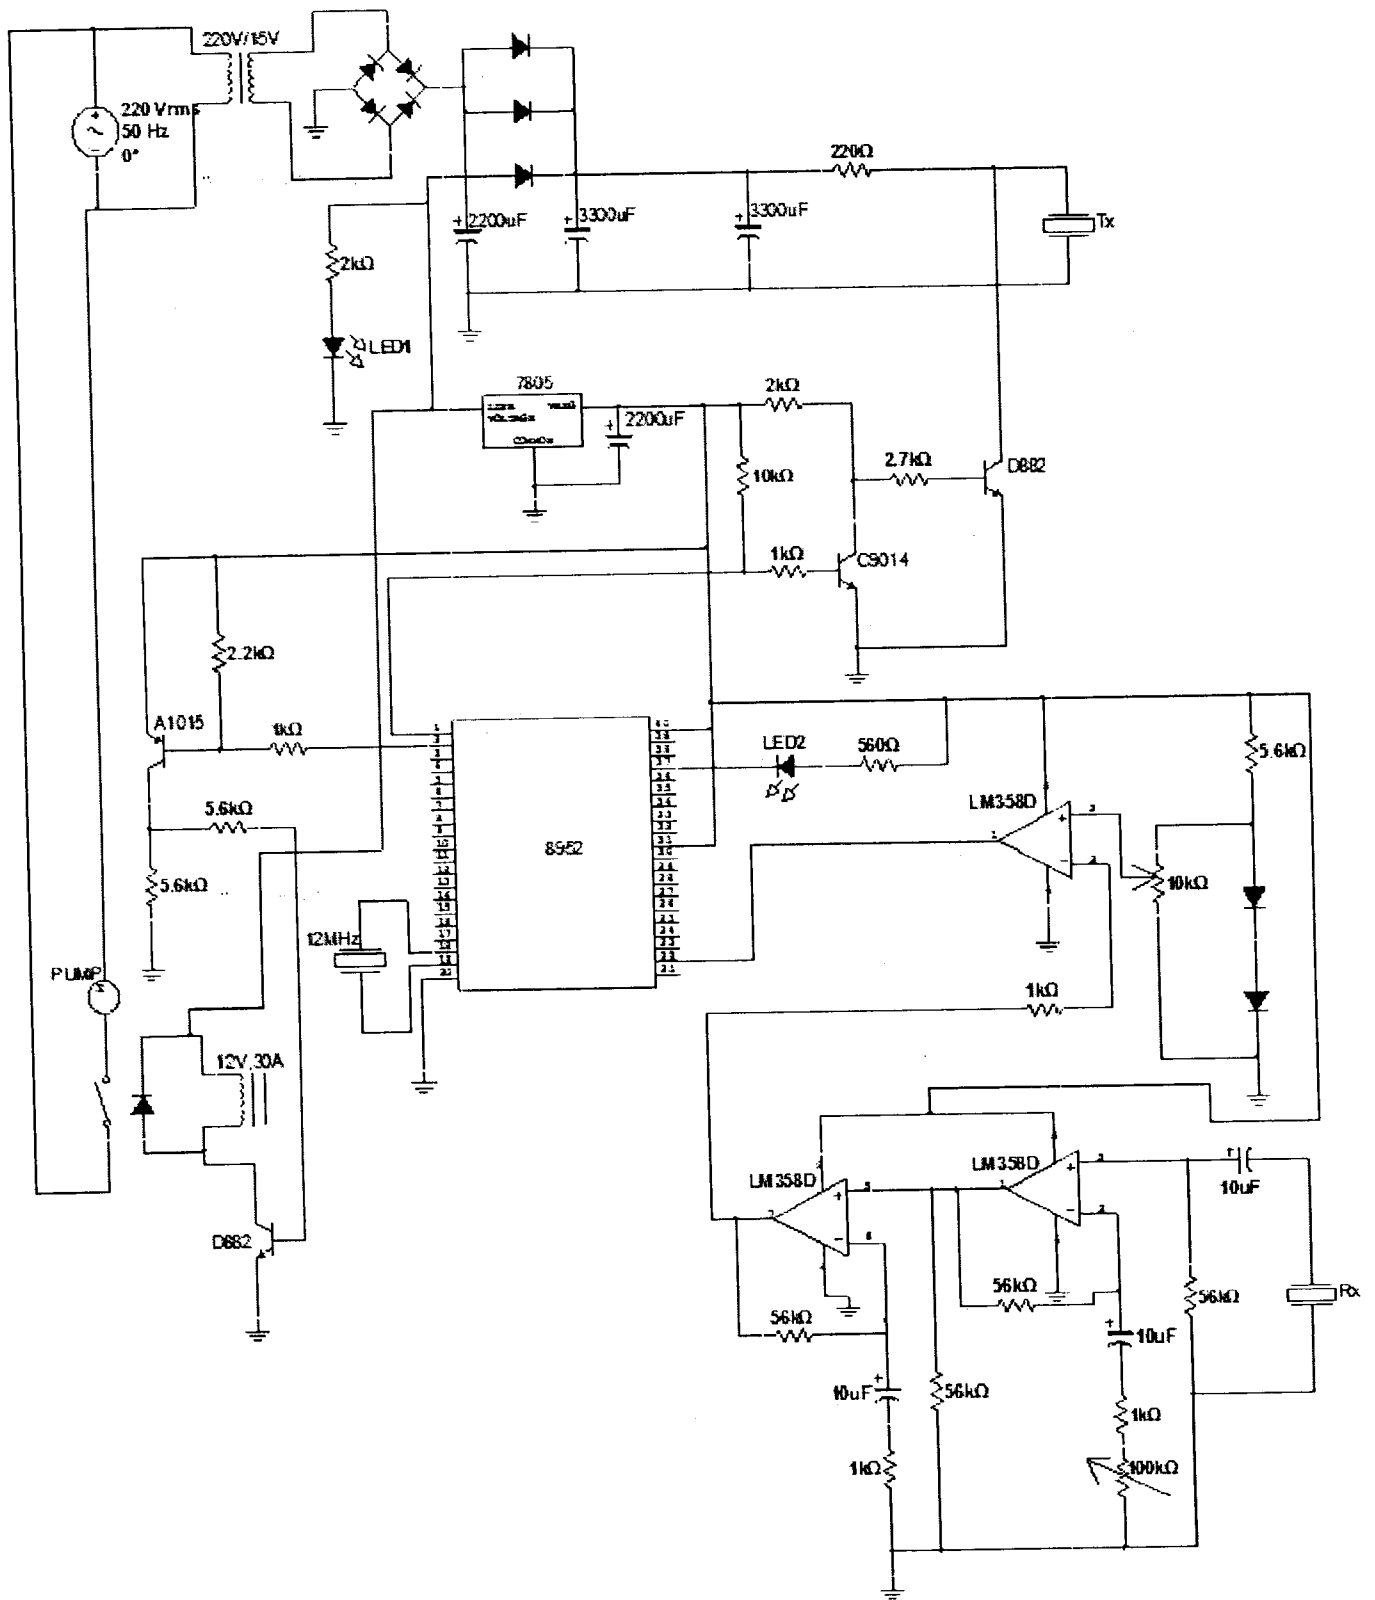 220V/15V
220 Vrms
50 Hz
0°
220Ω
+ 2200uF
+ 3300uF
+ 3300uF
Tx
2kΩ
LED1
7805
2kΩ
+ 2200uF
10kΩ
2.7kΩ
D882
1kΩ
C9014
2.2kΩ
A1015
1kΩ
LED2
560Ω
5.6kΩ
LM358D
5.6kΩ
8952
10kΩ
5.6kΩ
12MHz
PUMP
1kΩ
12V,30A
LM358D
LM358D
10uF
D882
56kΩ
56kΩ
Rx
56kΩ
10uF
10uF
56kΩ
1kΩ
1kΩ
100kΩ